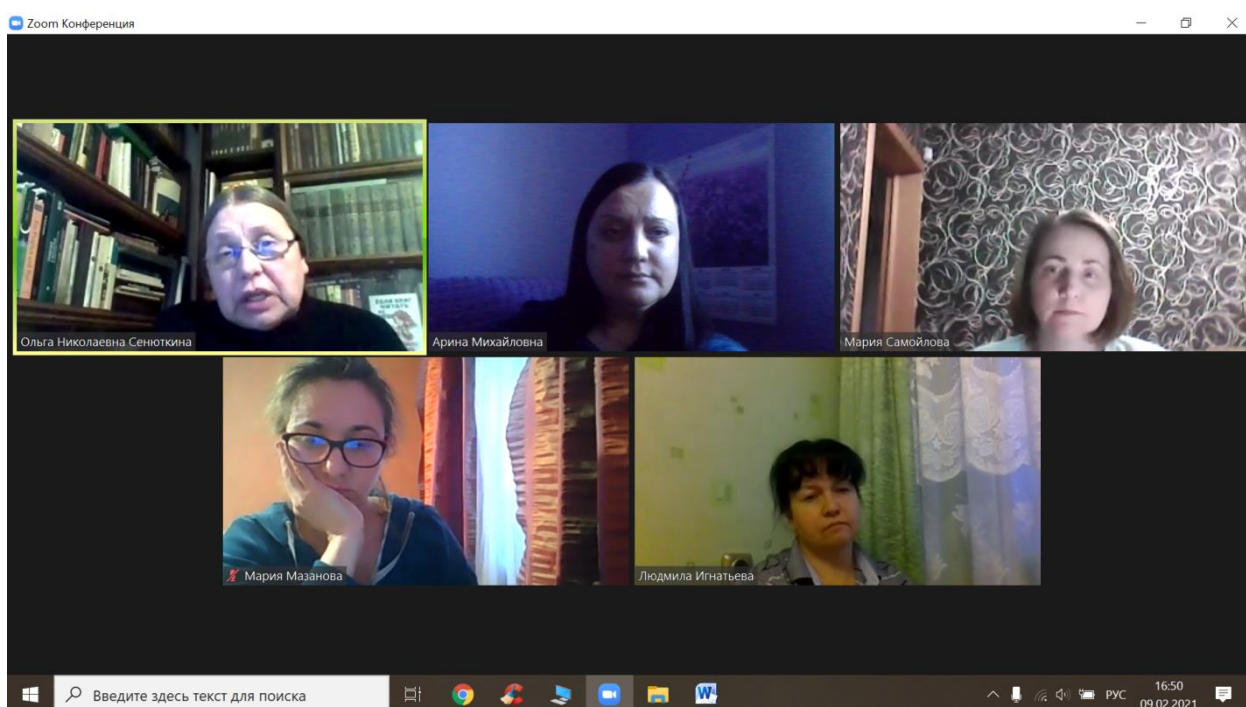 Zoom Конференция
Ольга Николаевна Сенюткина
Арина Михайловна
Мария Самойлова
Мария Мазанова
Людмила Игнатьева
Введите здесь текст для поиска
W
РУС
16:50
09.02.2021